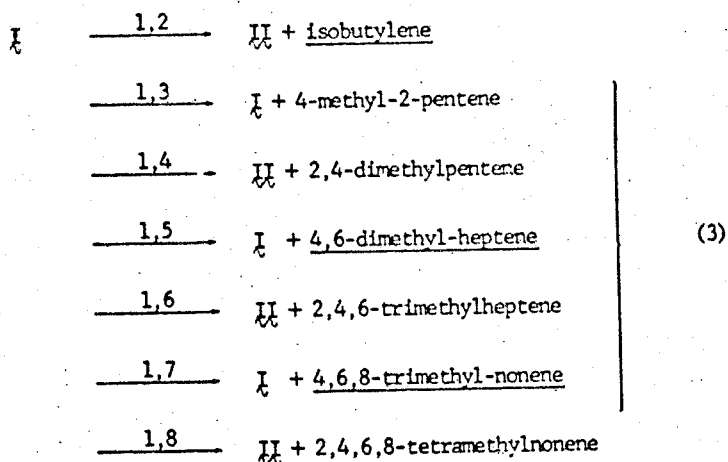 I 1,2 II + isobutylene
1,3 I + 4-methyl-2-pentene
1,4 II + 2,4-dimethylpentene
1,5 I + 4,6-dimethyl-heptene (3)
1,6 II + 2,4,6-trimethylheptene
1,7 I + 4,6,8-trimethyl-nonene
1,8 II + 2,4,6,8-tetramethylnonene